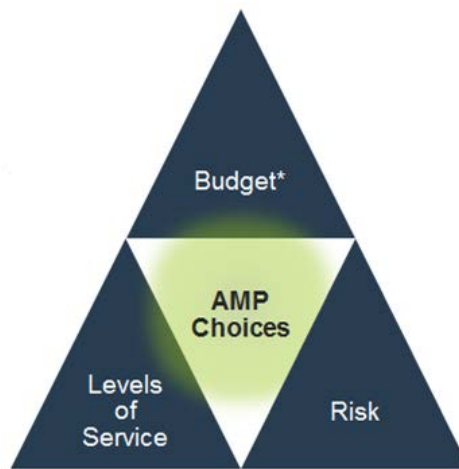 Budget*
AMP
Choices
Levels
of
Service
Risk